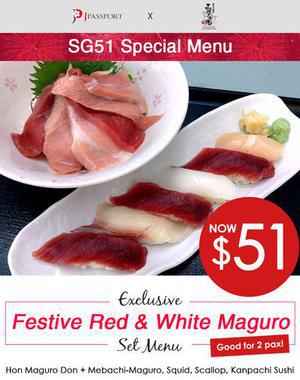 JPASSPORT X
SG51 Special Menu
NOW
$51
Exclusive
Festive Red & White Maguro
Set Menu
Good for 2 pax!
Hon Maguro Don + Mebachi-Maguro, Squid, Scallop, Kanpachi Sushi